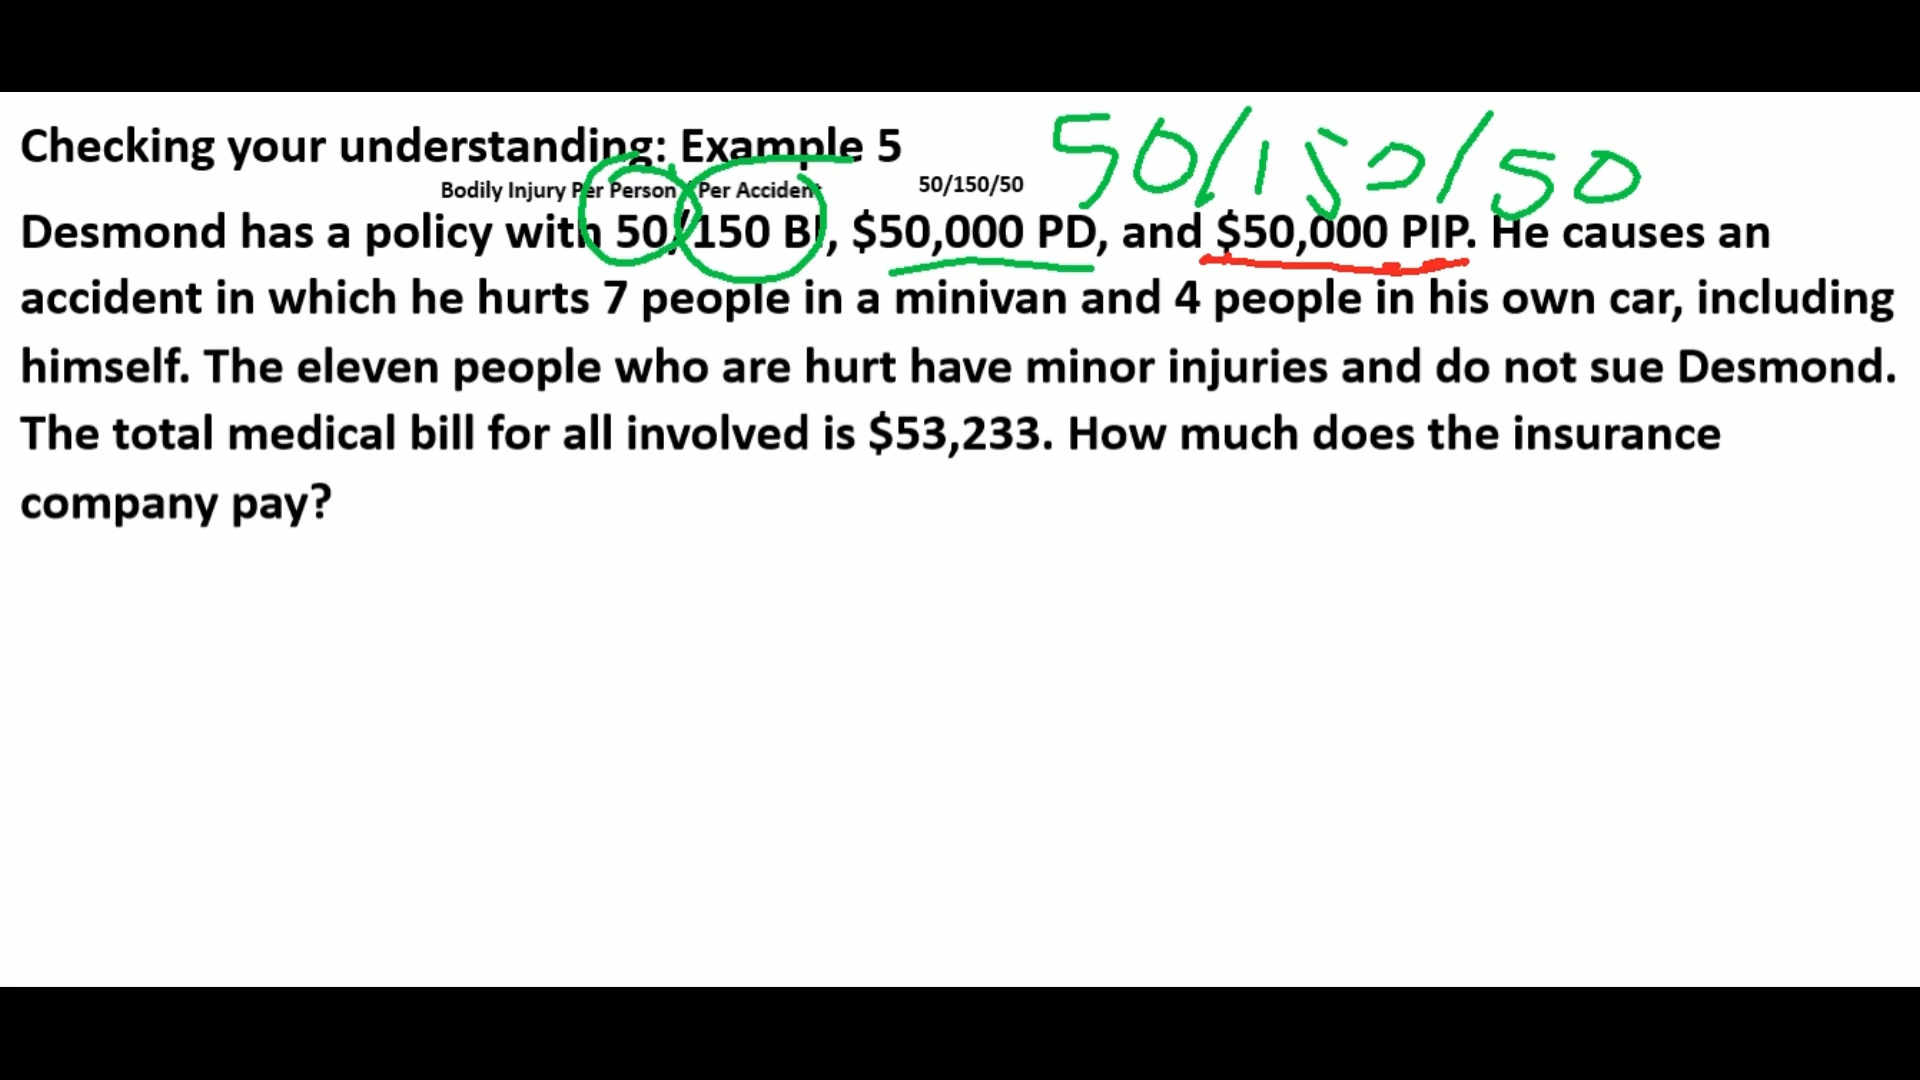 Checking your understanding: Example 5
50/150/50
Bodily Injury Per Person / Per Accident
50/150/50
Desmond has a policy with 50/150 BI, $50,000 PD, and $50,000 PIP. He causes an
accident in which he hurts 7 people in a minivan and 4 people in his own car, including
himself. The eleven people who are hurt have minor injuries and do not sue Desmond.
The total medical bill for all involved is $53,233. How much does the insurance
company pay?